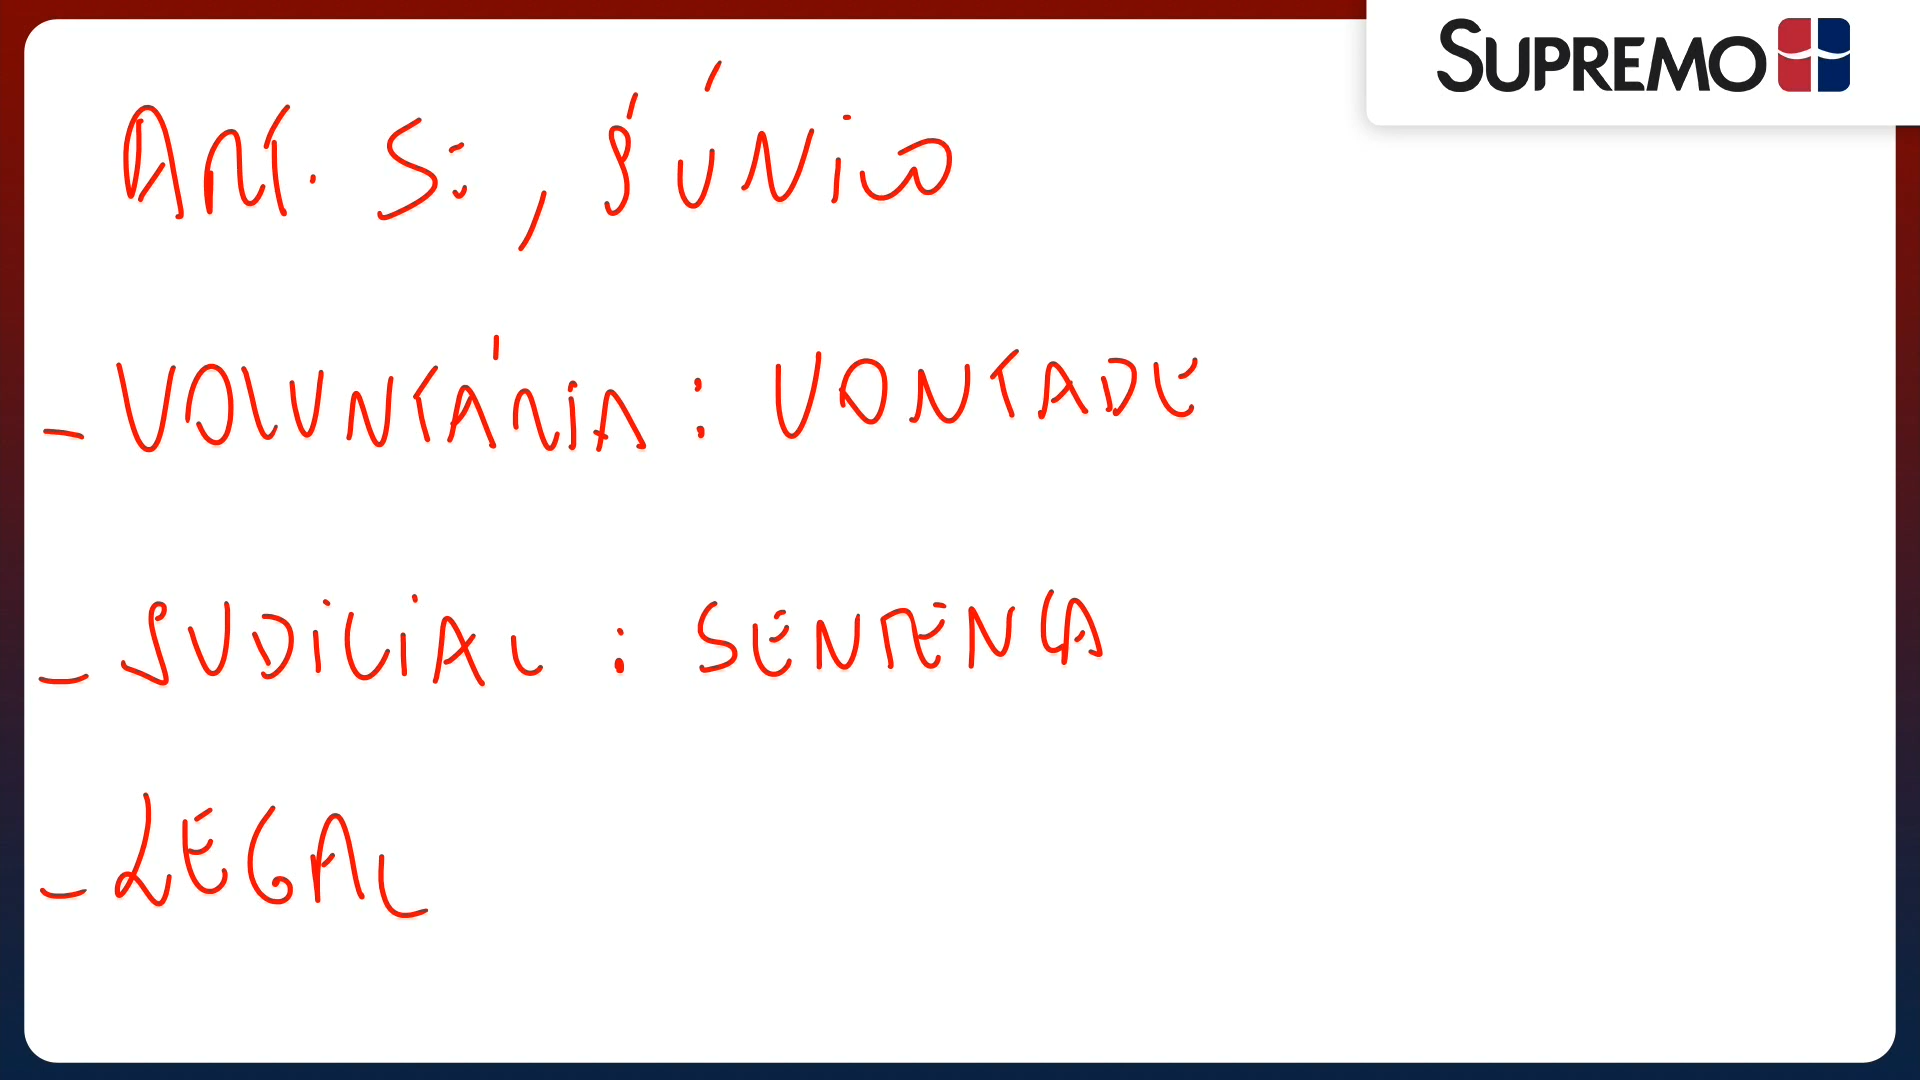 SUPREMO
ART. 5º, § ÚNICO
- VOLUNTÁRIA: VONTADE
- JUDICIAL: SENTENÇA
- LEGAL